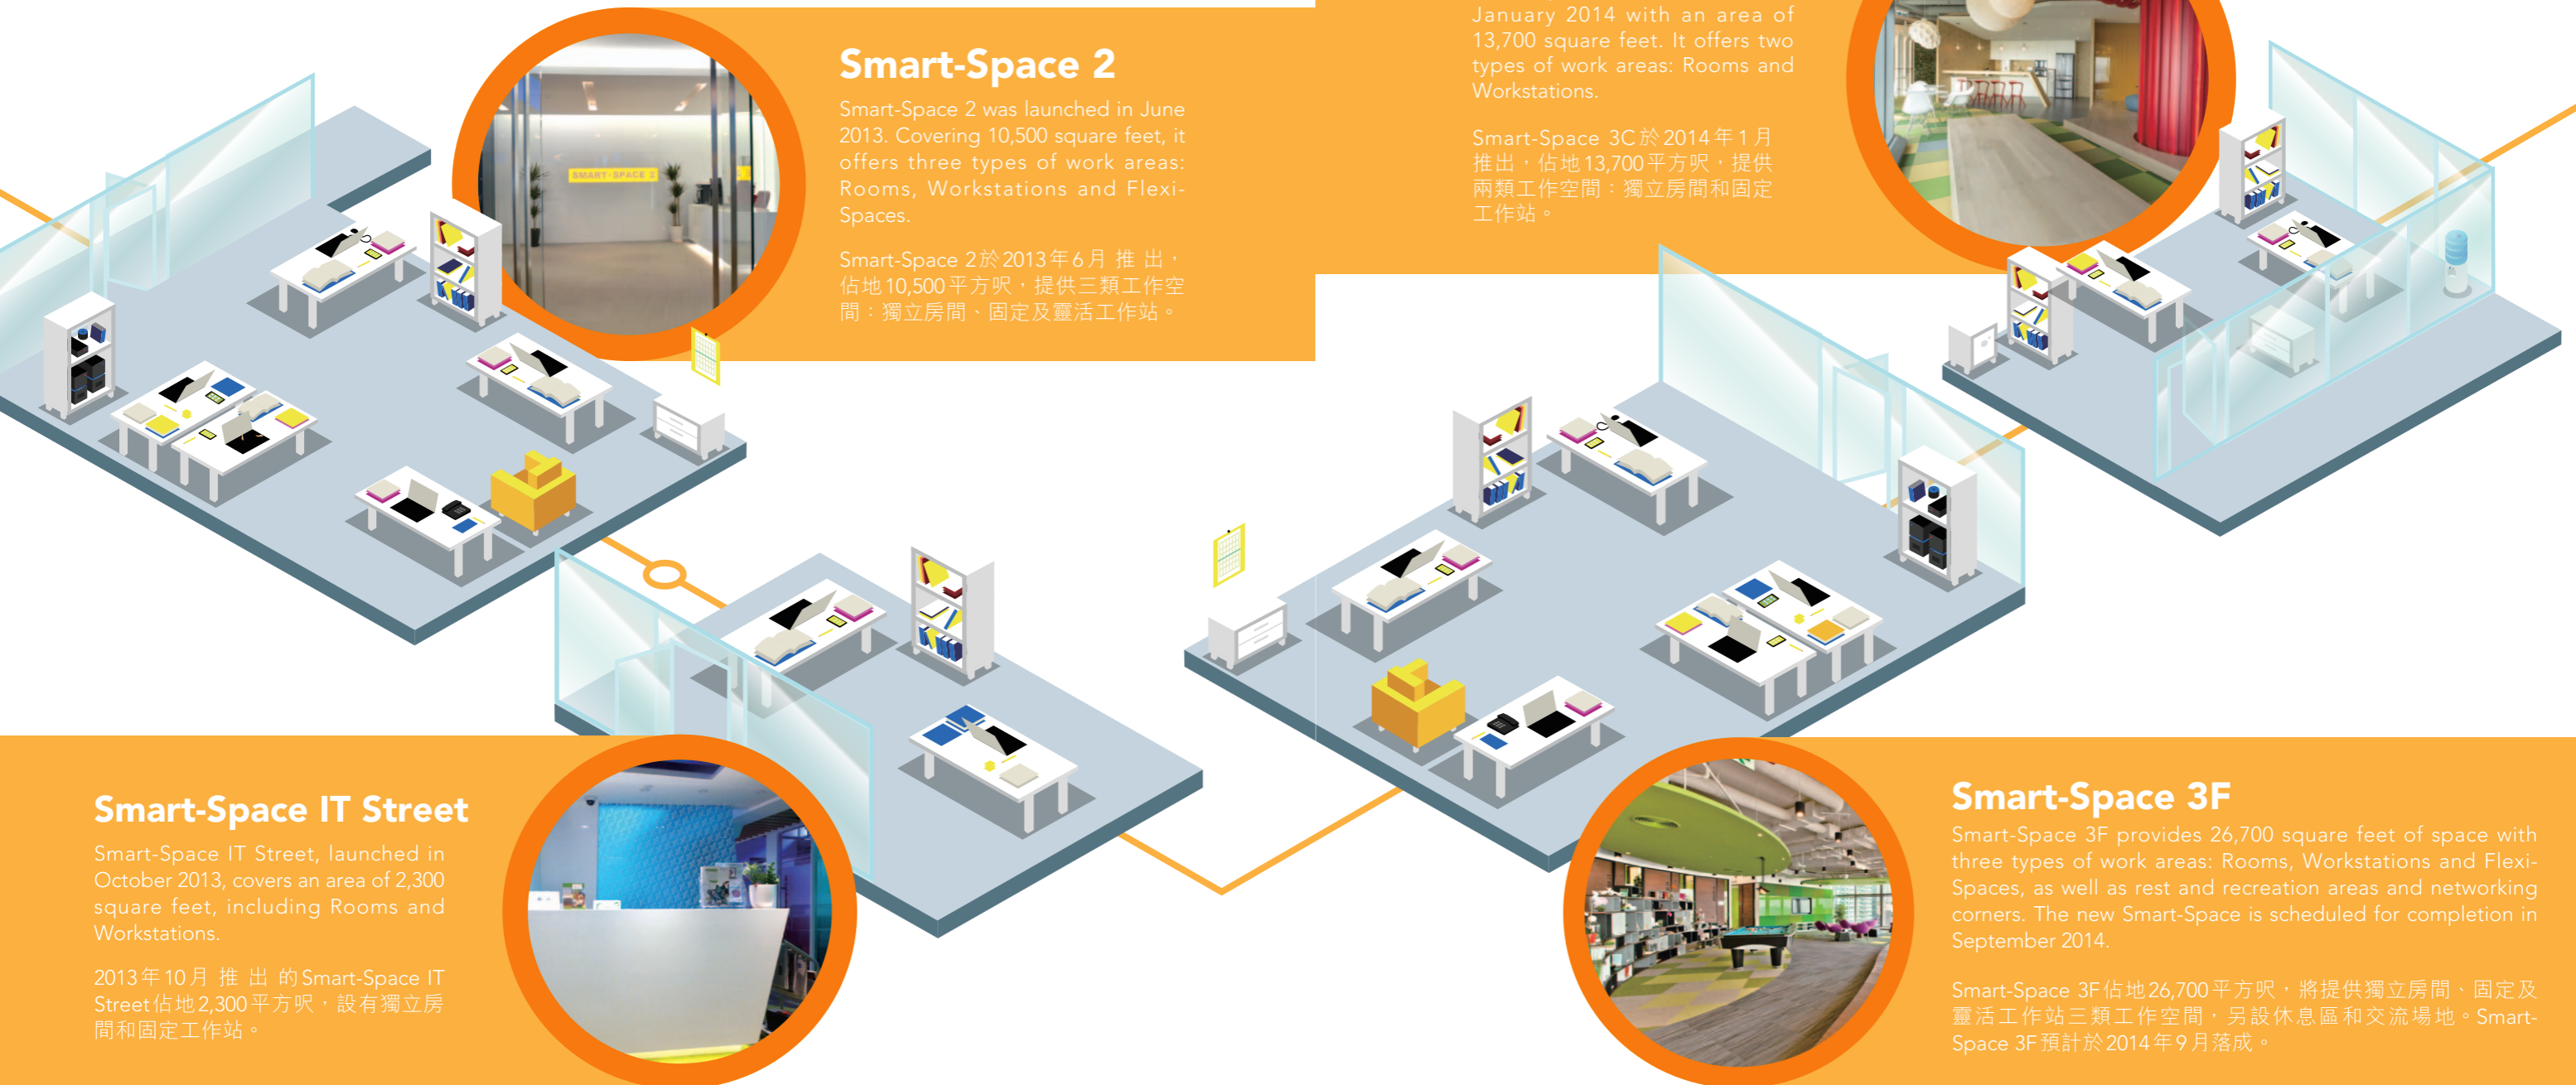 Smart-Space 2
Smart-Space 2 was launched in June
2013. Covering 10,500 square feet, it
offers three types of work areas:
Rooms, Workstations and Flexi-
Spaces.
Smart-Space 2於2013年6月推出，
佔地10,500平方呎，提供三類工作空
間：獨立房間、固定及靈活工作站。
SMART-SPACE 2
January 2014 with an area of
13,700 square feet. It offers two
types of work areas: Rooms and
Workstations.
Smart-Space 3C於2014年1月
推出，佔地13,700平方呎，提供
兩類工作空間：獨立房間和固定
工作站。
Smart-Space IT Street
Smart-Space IT Street, launched in
October 2013, covers an area of 2,300
square feet, including Rooms and
Workstations.
2013年10月推出的Smart-Space IT
Street佔地2,300平方呎，設有獨立房
間和固定工作站。
Smart-Space 3F
Smart-Space 3F provides 26,700 square feet of space with
three types of work areas: Rooms, Workstations and Flexi-
Spaces, as well as rest and recreation areas and networking
corners. The new Smart-Space is scheduled for completion in
September 2014.
Smart-Space 3F佔地26,700平方呎，將提供獨立房間、固定及
靈活工作站三類工作空間，另設休息區和交流場地。Smart-
Space 3F預計於2014年9月落成。